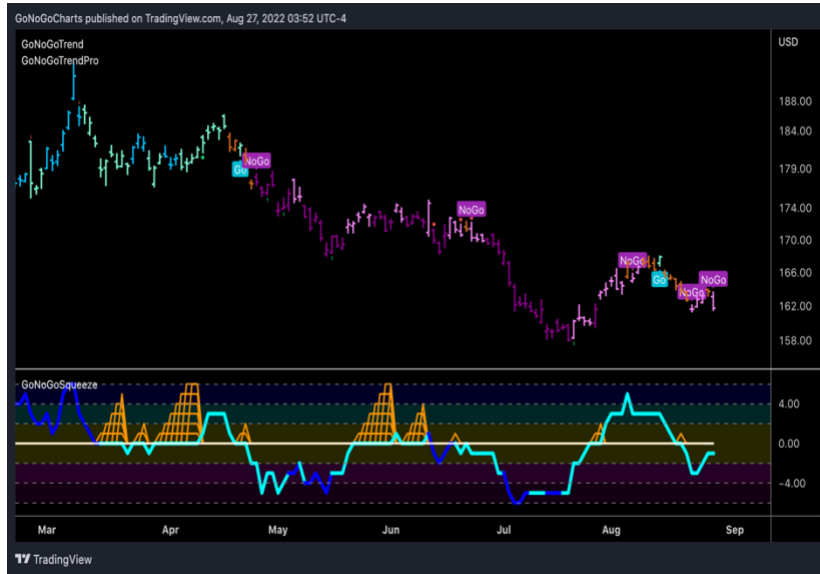 GoNoGoCharts published on TradingView.com, Aug 27, 2022 03:52 UTC-4
GoNoGoTrend
GoNoGoTrendPro
USD
188.00
184.00
179.00
174.00
170.00
166.00
162.00
158.00
Go
NoGo
NoGo
NoGo
Go
NoGo
NoGo
GoNoGoSqueeze
4.00
0.00
−4.00
Mar Apr May Jun Jul Aug Sep
TradingView